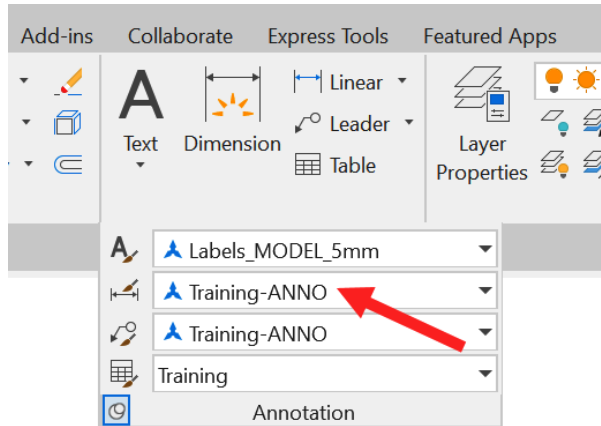 Add-ins Collaborate Express Tools Featured Apps
A
Text
Dimension
Linear
Leader
Table
Layer
Properties
A Labels_MODEL_5mm
Training-ANNO
Training-ANNO
Training
Annotation